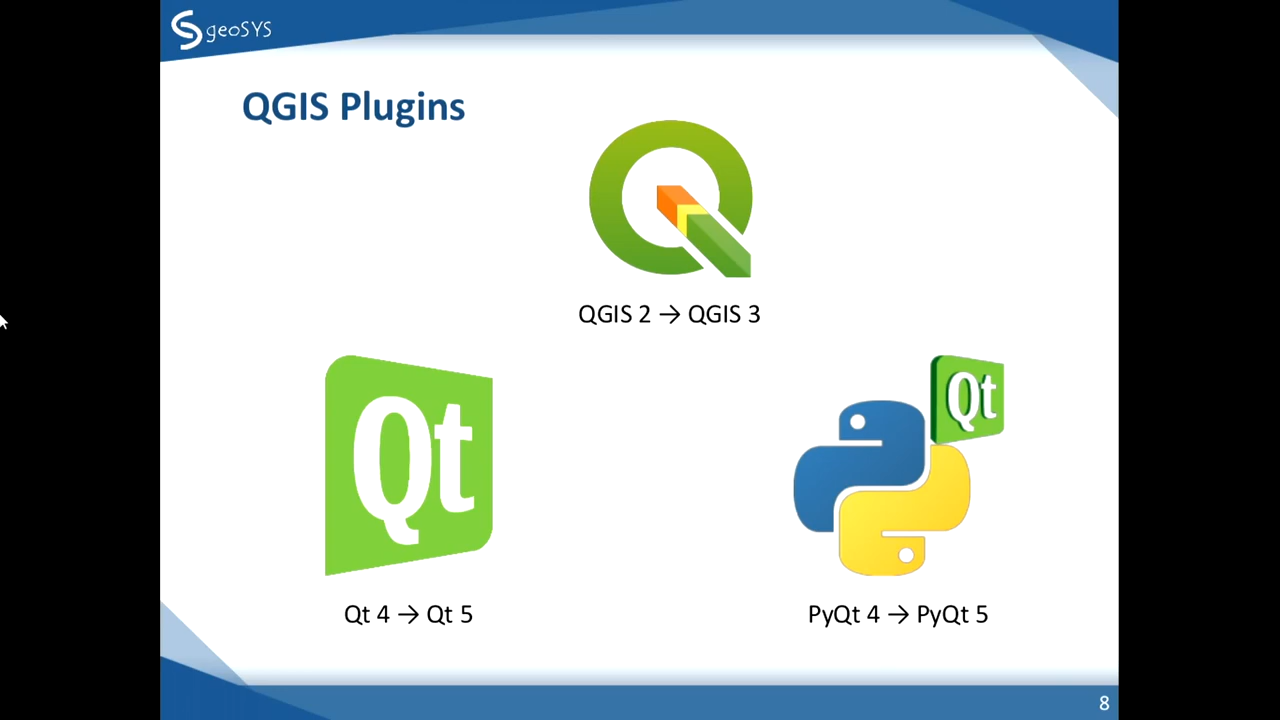 geoSYS
QGIS Plugins
QGIS 2 → QGIS 3
Qt
Qt
Qt 4 → Qt 5
PyQt 4 → PyQt 5
8